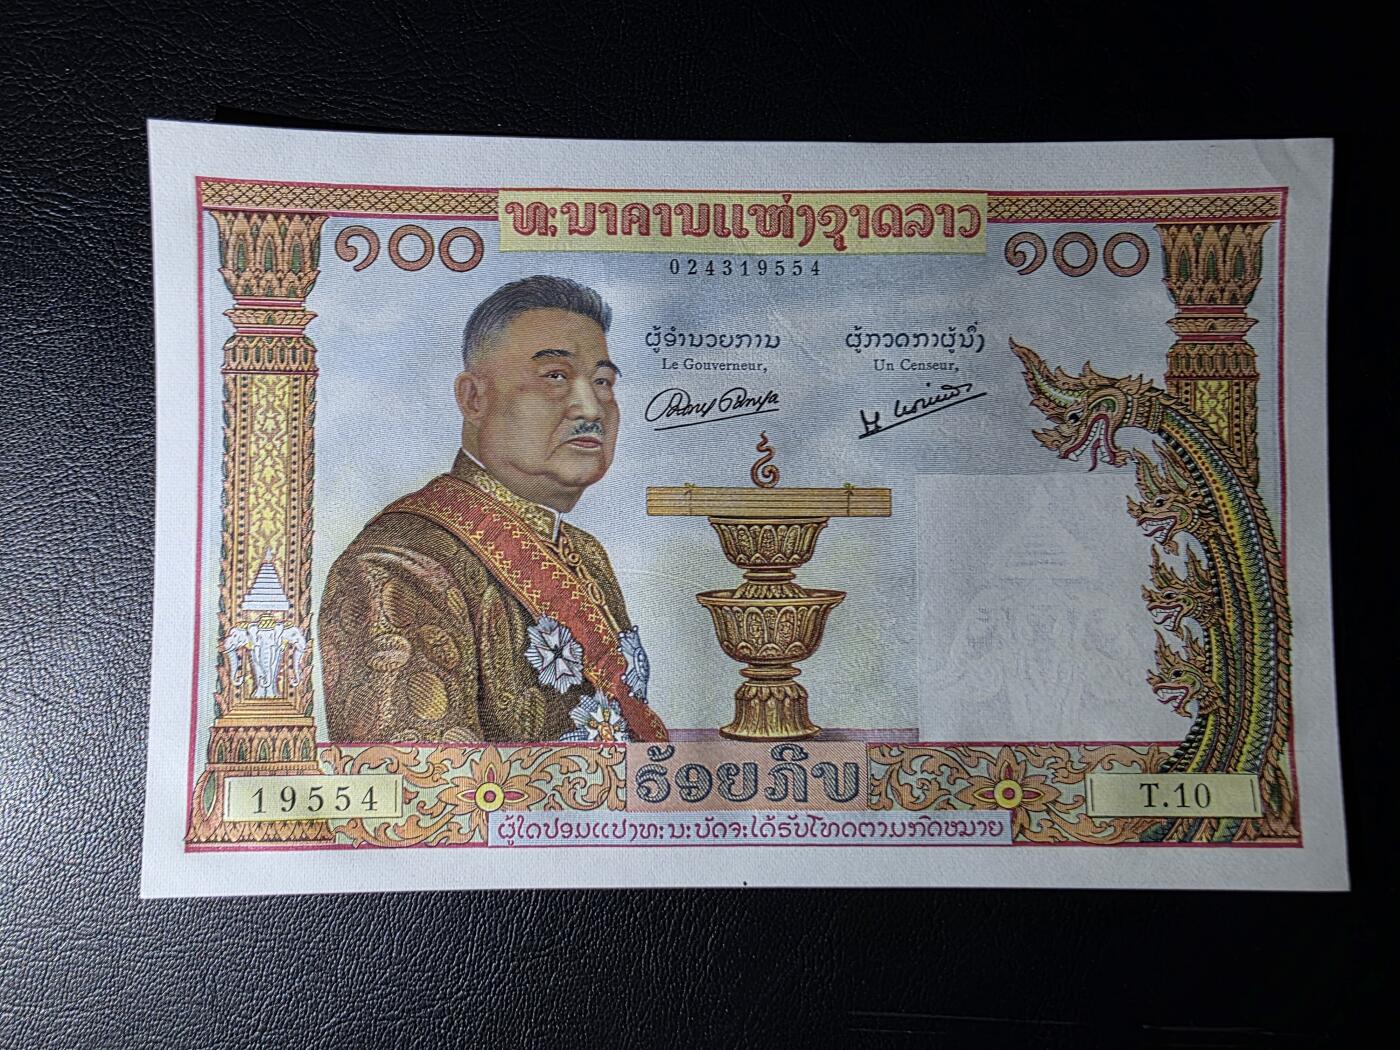 ທະນາຄານແຫ່ງຊາດລາວ
໑໐໐ ໑໐໐
024319554
ຜູ້ອຳນວຍການ ຜູ້ກວດກາຜູ້ນຶ່ງ
Le Gouverneur, Un Censeur,
ຮ້ອຍກີບ
19554 T.10
ຜູ້ໃດປອມແປງທະນະບັດຈະໄດ້ຮັບໂທດຕາມກົດໝາຍ